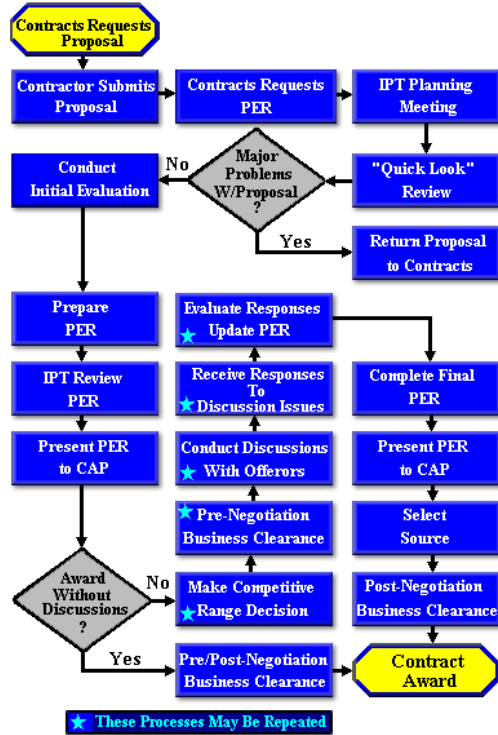 Contracts Requests
Proposal
Contractor Submits
Proposal
Contracts Requests
PER
IPT Planning
Meeting
"Quick Look"
Review
Major
Problems
W/Proposal
?
No
Yes
Conduct
Initial Evaluation
Return Proposal
to Contracts
Prepare
PER
IPT Review
PER
Present PER
to CAP
Award
Without
Discussions
?
No
Yes
Make Competitive
Range Decision
Pre-Negotiation
Business Clearance
Conduct Discussions
With Offerors
Receive Responses
To
Discussion Issues
Evaluate Responses
Update PER
Complete Final
PER
Present PER
to CAP
Select
Source
Post-Negotiation
Business Clearance
Pre/Post-Negotiation
Business Clearance
Contract
Award
These Processes May Be Repeated